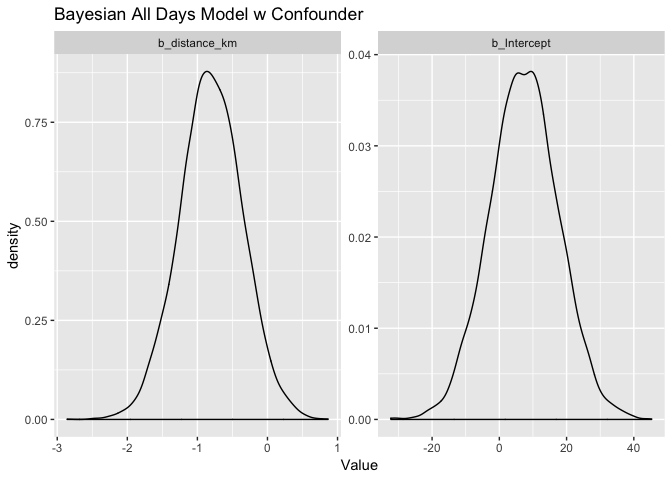 Bayesian All Days Model w Confounder
b_distance_km
b_Intercept
density
0.75
0.50
0.25
0.00
0.04
0.03
0.02
0.01
0.00
-3 -2 -1 0 1
-20 0 20 40
Value